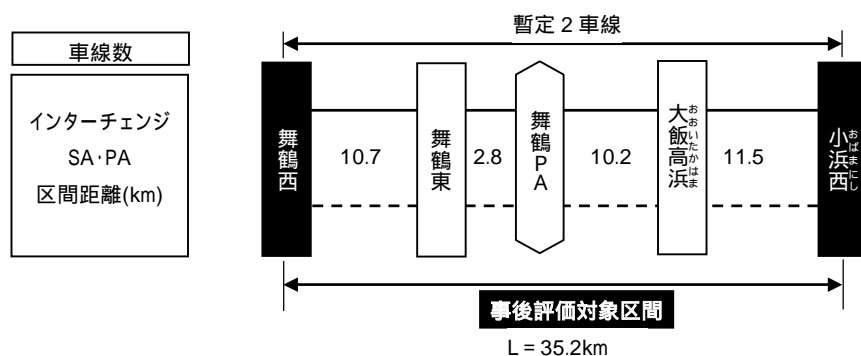 車線数
インターチェンジ
SA･PA
区間距離(km)
暫定２車線
舞鶴西
10.7
舞鶴東
2.8
舞鶴PA
10.2
大飯高浜
おおいたかはま
11.5
小浜西
おばまにし
事後評価対象区間
L = 35.2km